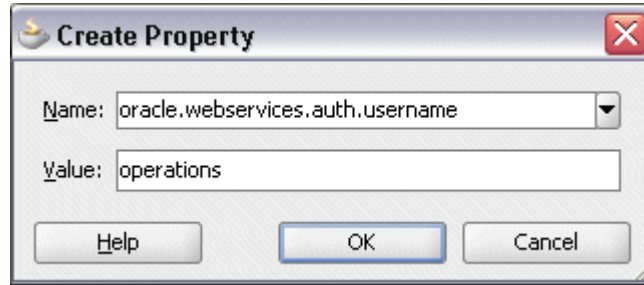 Create Property
Name: oracle.webservices.auth.username
Value: operations
Help OK Cancel